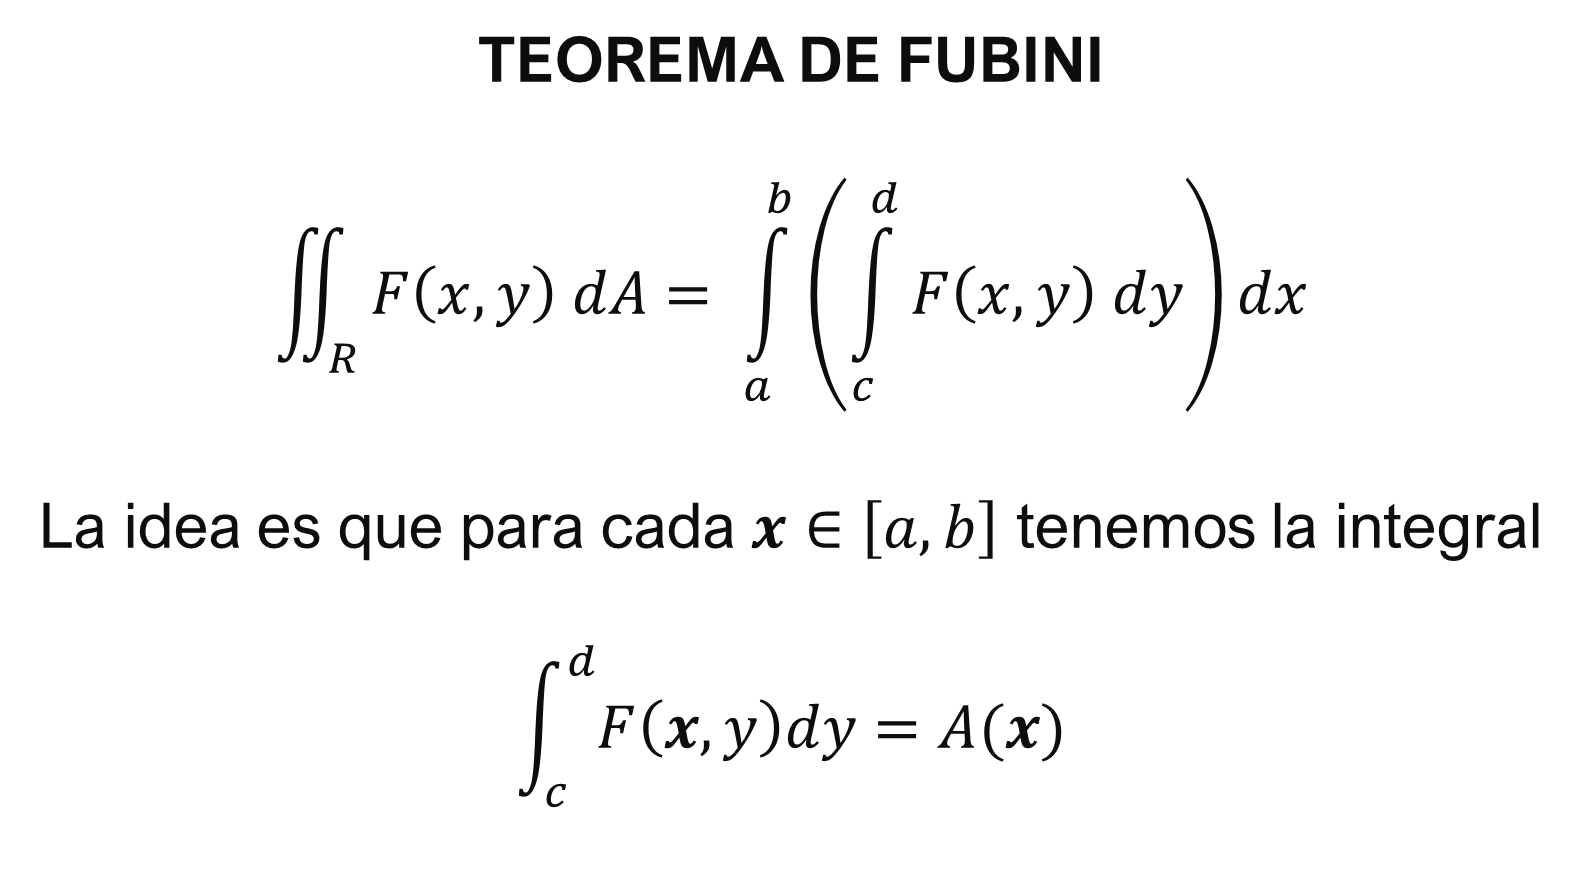 TEOREMA DE FUBINI
∬_R F(x, y) dA = ∫_a^b (∫_c^d F(x, y) dy) dx
La idea es que para cada x ∈ [a, b] tenemos la integral
∫_c^d F(x, y)dy = A(x)